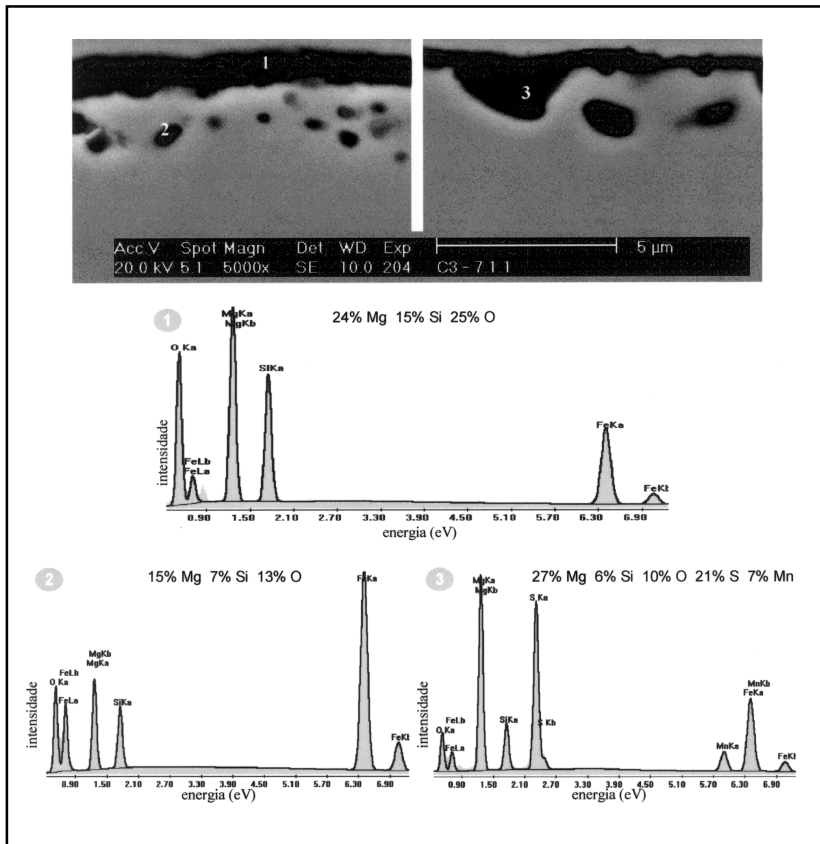 1
2
3
Acc.V Spot Magn Det WD Exp
20.0 kV 5.1 5000x SE 10.0 204 C3 - 7.1 1
5 µm
1
24% Mg 15% Si 25% O
MgKa
MgKb
O Ka
SiKa
FeLb
FeLa
FeKa
FeKb
intensidade
0.90 1.50 2.10 2.70 3.30 3.90 4.50 5.10 5.70 6.30 6.90
energia (eV)
2
15% Mg 7% Si 13% O
FeKa
MgKb
MgKa
FeLb
O Ka
FeLa
SiKa
FeKb
intensidade
0.90 1.50 2.10 2.70 3.30 3.90 4.50 5.10 5.70 6.30 6.90
energia (eV)
3
27% Mg 6% Si 10% O 21% S 7% Mn
MgKa
MgKb
S Ka
MnKb
FeKa
SiKa
S Kb
FeLb
O Ka
FeLa
MnKa
FeKb
intensidade
0.90 1.50 2.10 2.70 3.30 3.90 4.50 5.10 5.70 6.30 6.90
energia (eV)